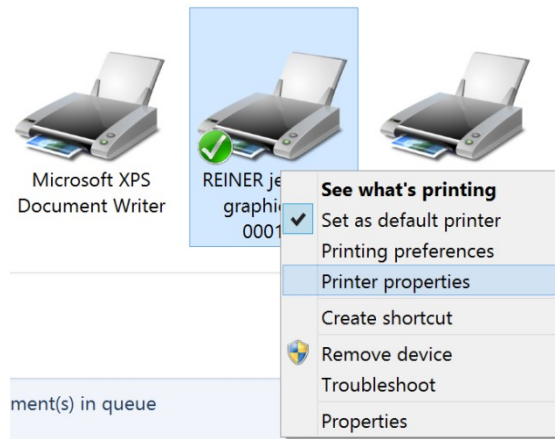 Microsoft XPS
Document Writer
REINER je
graphi
0001
See what's printing
Set as default printer
Printing preferences
Printer properties
Create shortcut
Remove device
Troubleshoot
Properties
ment(s) in queue